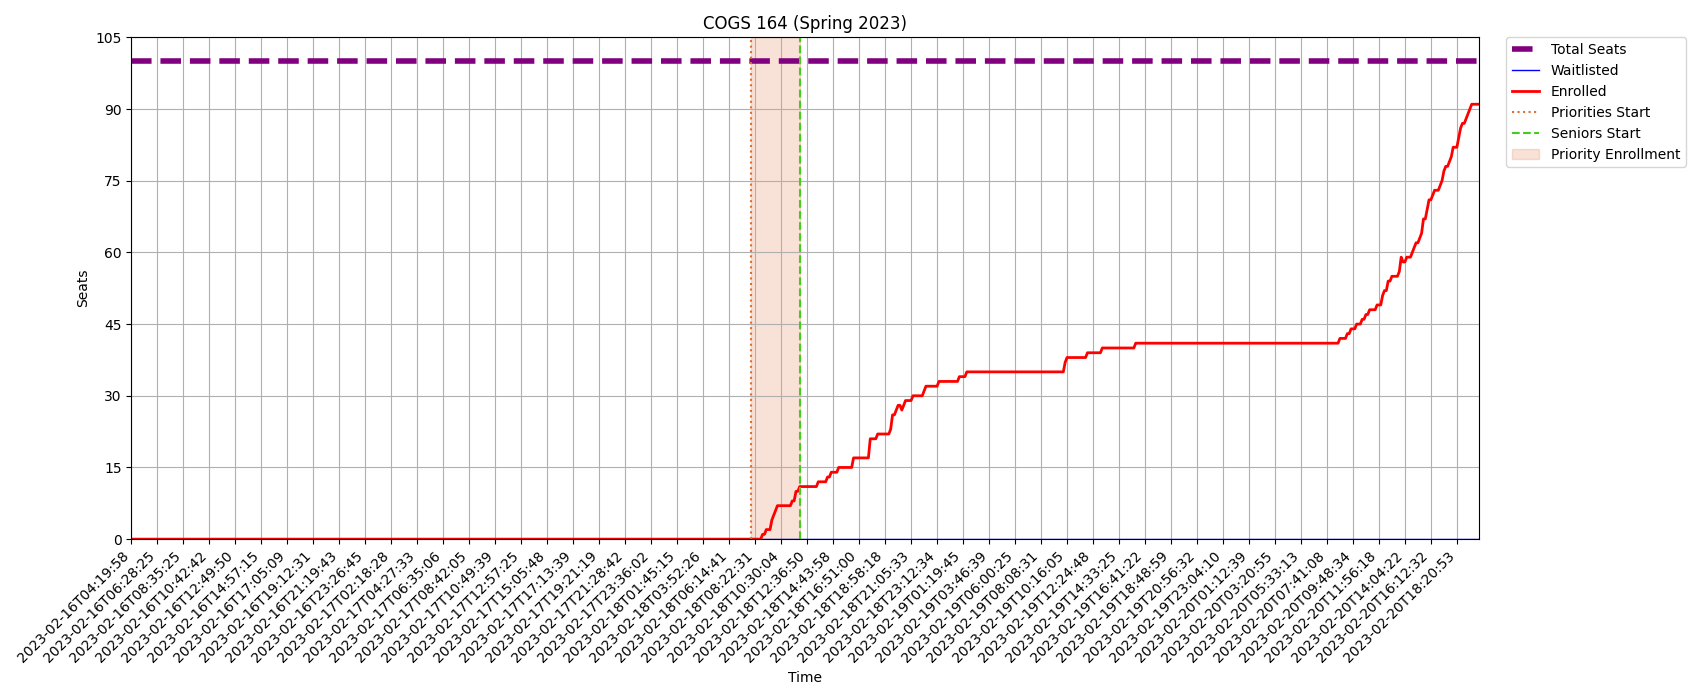 COGS 164 (Spring 2023)
105
90
75
60
45
30
15
0
Seats
2023-02-16T04:19:58
2023-02-16T06:28:25
2023-02-16T08:35:25
2023-02-16T10:42:42
2023-02-16T12:49:50
2023-02-16T14:57:15
2023-02-16T17:05:09
2023-02-16T19:12:31
2023-02-16T21:19:43
2023-02-16T23:26:45
2023-02-17T02:18:28
2023-02-17T04:27:33
2023-02-17T06:35:06
2023-02-17T08:42:05
2023-02-17T10:49:39
2023-02-17T12:57:25
2023-02-17T15:05:48
2023-02-17T17:13:39
2023-02-17T19:21:19
2023-02-17T21:28:42
2023-02-17T23:36:02
2023-02-18T01:45:15
2023-02-18T03:52:26
2023-02-18T06:14:41
2023-02-18T08:22:31
2023-02-18T10:30:04
2023-02-18T12:36:50
2023-02-18T14:43:58
2023-02-18T16:51:00
2023-02-18T18:58:18
2023-02-18T21:05:33
2023-02-18T23:12:34
2023-02-19T01:19:45
2023-02-19T03:46:39
2023-02-19T06:00:25
2023-02-19T08:08:31
2023-02-19T10:16:05
2023-02-19T12:24:48
2023-02-19T14:33:25
2023-02-19T16:41:22
2023-02-19T18:48:59
2023-02-19T20:56:32
2023-02-19T23:04:10
2023-02-20T01:12:39
2023-02-20T03:20:55
2023-02-20T05:33:13
2023-02-20T07:41:08
2023-02-20T09:48:34
2023-02-20T11:56:18
2023-02-20T14:04:22
2023-02-20T16:12:32
2023-02-20T18:20:53
Time
Total Seats
Waitlisted
Enrolled
Priorities Start
Seniors Start
Priority Enrollment